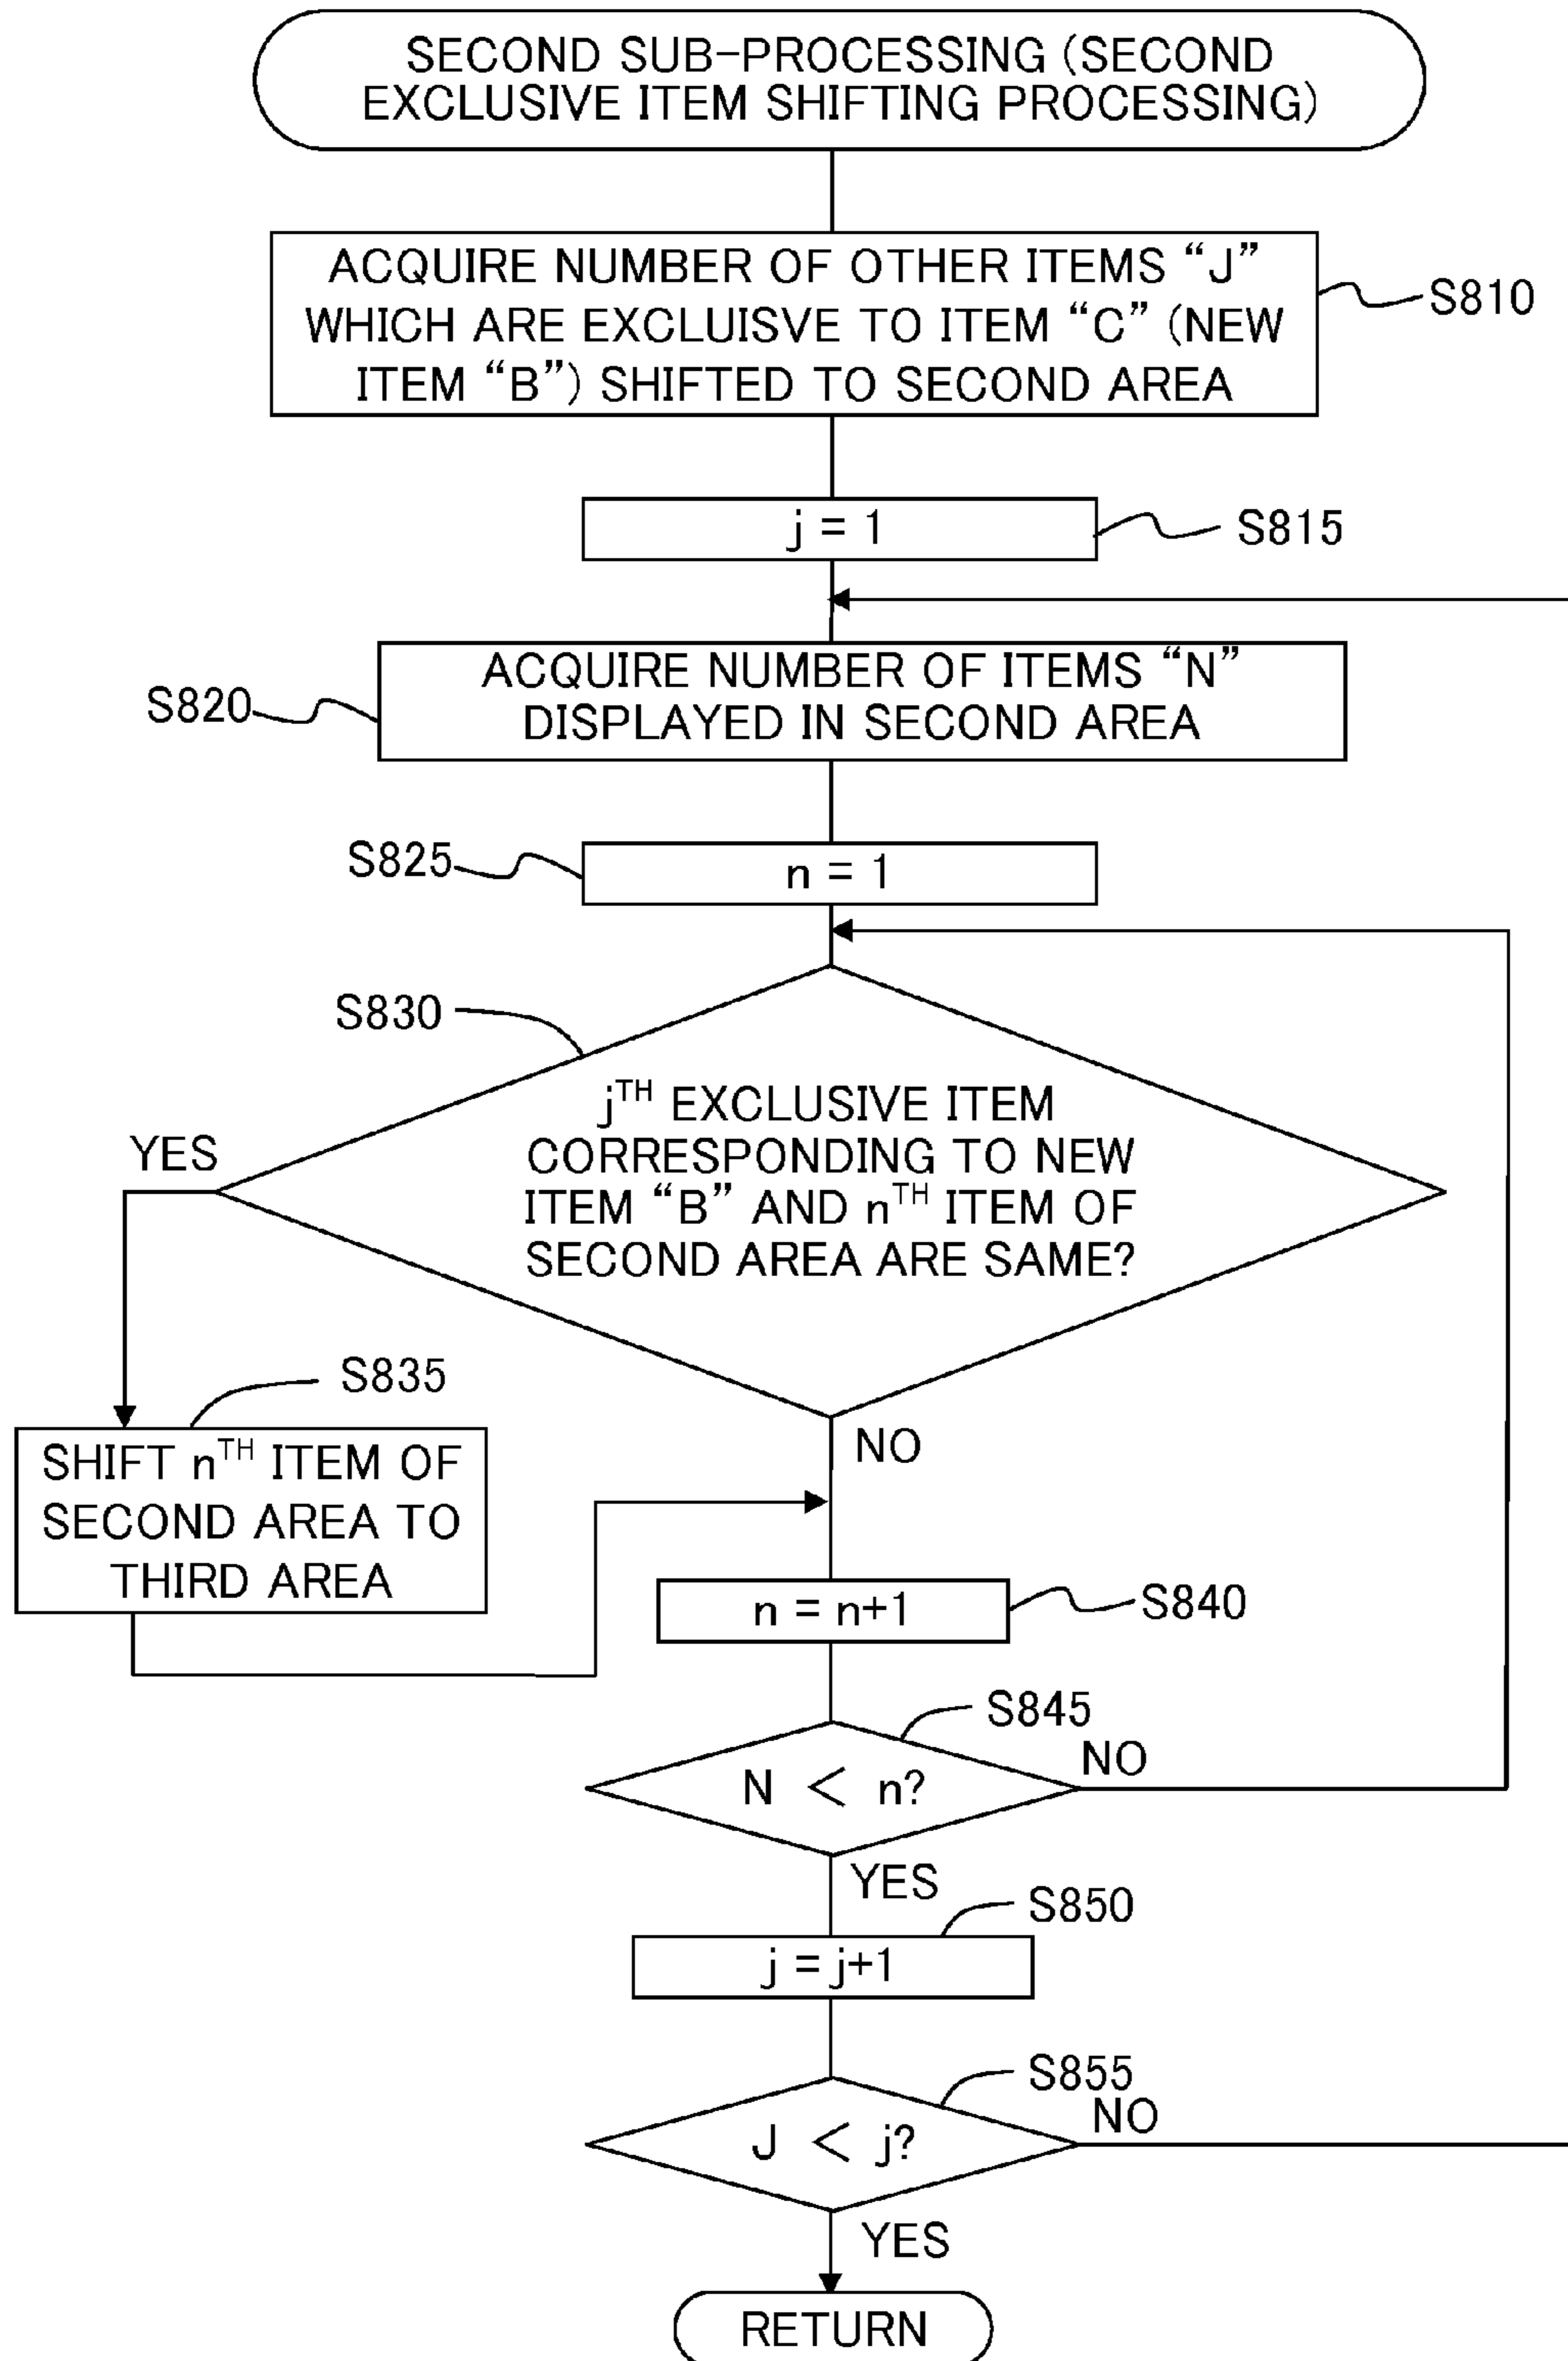 SECOND SUB-PROCESSING (SECOND
EXCLUSIVE ITEM SHIFTING PROCESSING)
ACQUIRE NUMBER OF OTHER ITEMS “J”
WHICH ARE EXCLUISVE TO ITEM “C” (NEW
ITEM “B”) SHIFTED TO SECOND AREA
S810
j = 1
S815
ACQUIRE NUMBER OF ITEMS “N”
DISPLAYED IN SECOND AREA
S820
S825
n = 1
S830
jTH EXCLUSIVE ITEM
CORRESPONDING TO NEW
ITEM “B” AND nTH ITEM OF
SECOND AREA ARE SAME?
YES
NO
S835
SHIFT nTH ITEM OF
SECOND AREA TO
THIRD AREA
n = n+1
S840
S845
N < n?
NO
YES
S850
j = j+1
S855
J < j?
NO
YES
RETURN